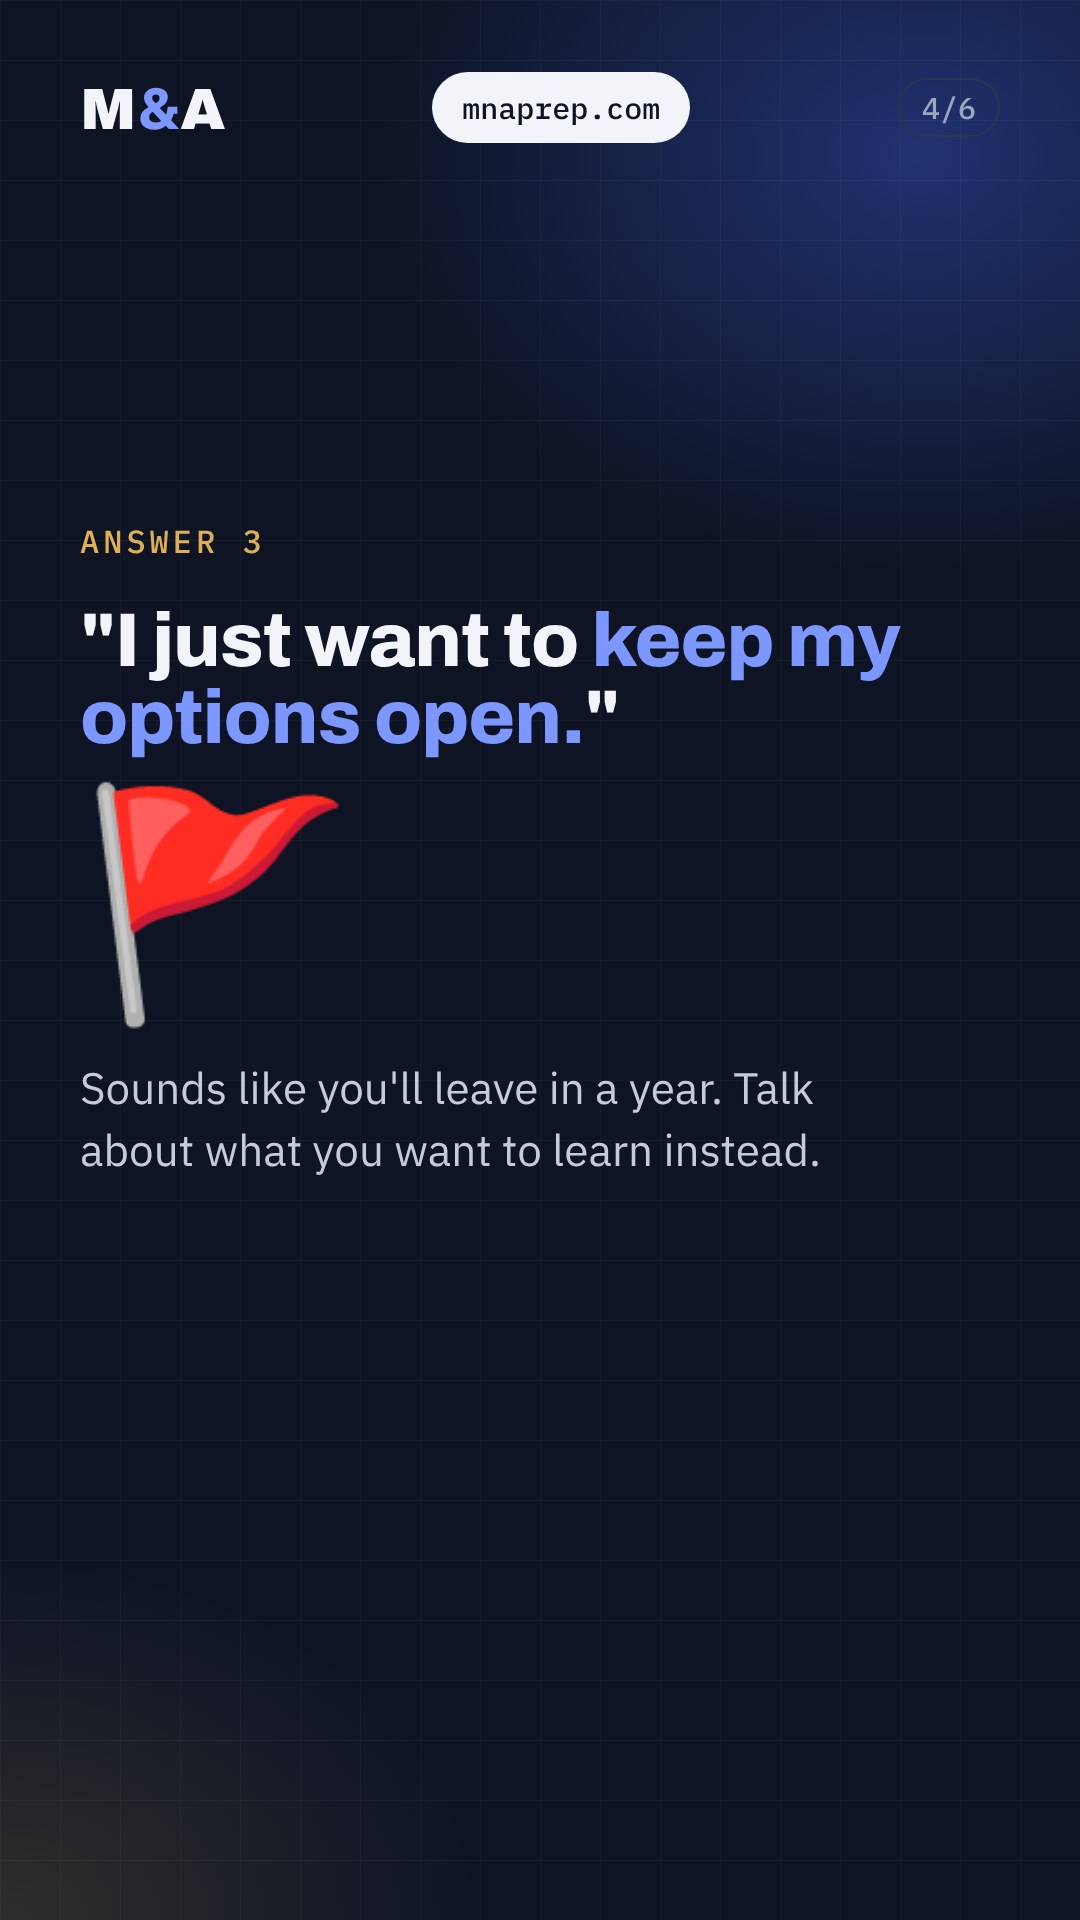 M&A
mnaprep.com
4/6
ANSWER 3
"I just want to keep my
options open."
Sounds like you'll leave in a year. Talk
about what you want to learn instead.